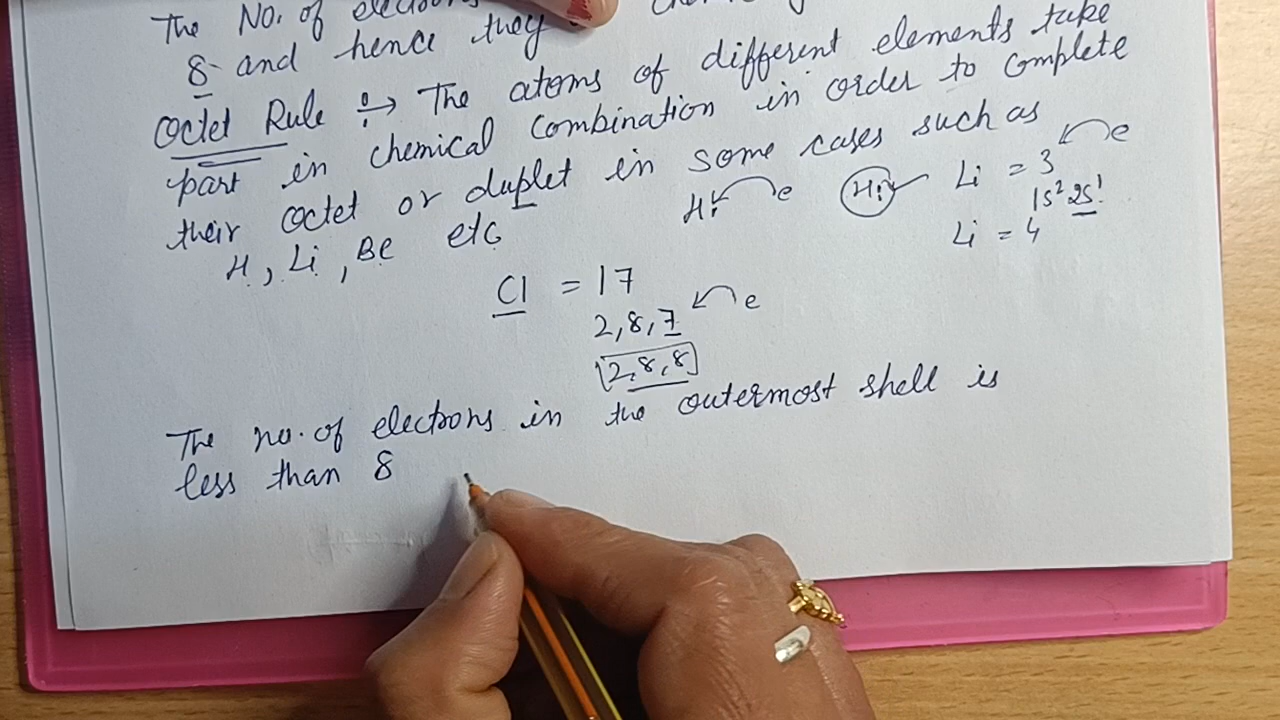 The No. of electrons
8 and hence they
Octet Rule :→ The atoms of different elements take
part in chemical combination in order to complete
their octet or duplet in some cases such as
H, Li, Be etc
H: e H: Li = 3 e
1s² 2s¹
Li = 4
Cl = 17
2,8,7 e
2,8,8
The no. of electrons in the outermost shell is
less than 8